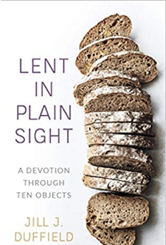 LENT
IN
PLAIN
SIGHT
A DEVOTION
THROUGH
TEN OBJECTS
JILL J.
DUFFIELD